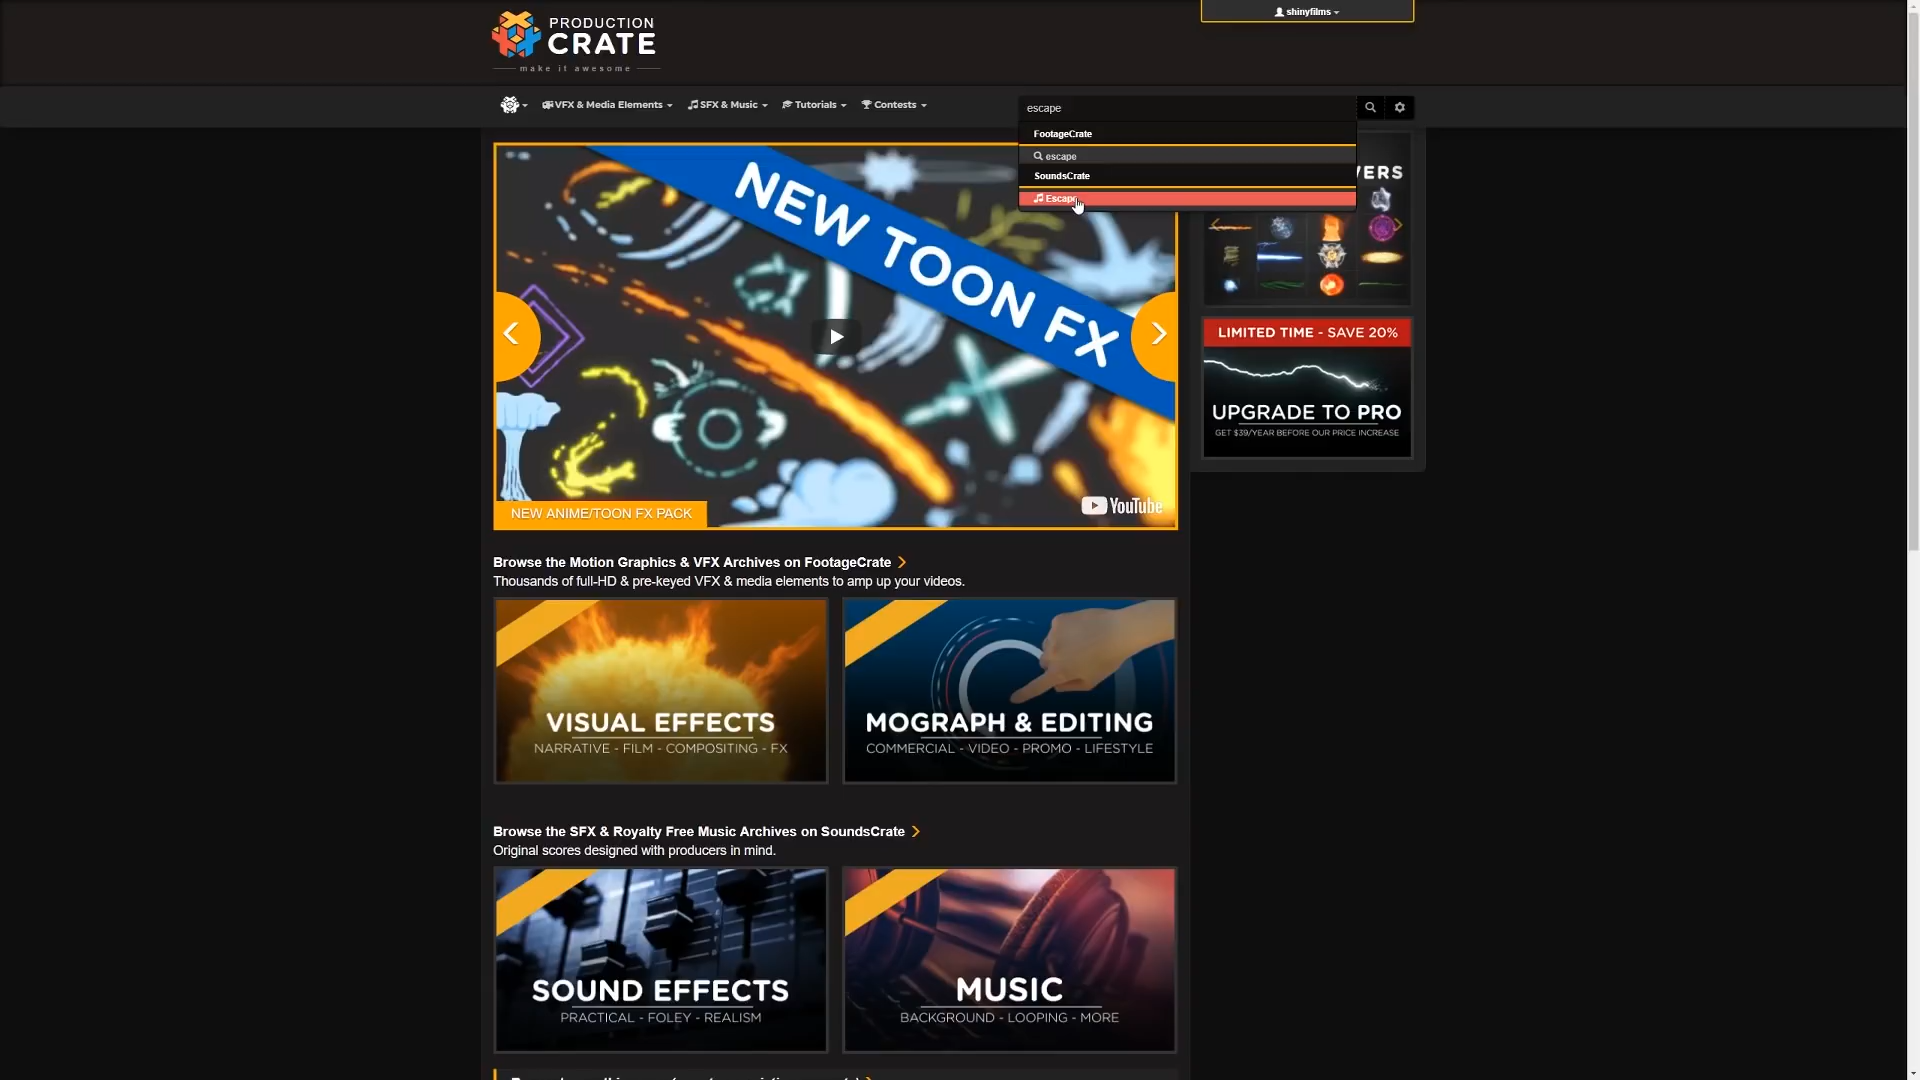 shinyfilms
PRODUCTION
CRATE
make it awesome
VFX & Media Elements
SFX & Music
Tutorials
Contests
escape
FootageCrate
escape
SoundsCrate
Escape
NEW TOON FX
YouTube
NEW ANIME/TOON FX PACK
LIMITED TIME - SAVE 20%
UPGRADE TO PRO
GET $39/YEAR BEFORE OUR PRICE INCREASE
Browse the Motion Graphics & VFX Archives on FootageCrate
Thousands of full-HD & pre-keyed VFX & media elements to amp up your videos.
VISUAL EFFECTS
NARRATIVE - FILM - COMPOSITING - FX
MOGRAPH & EDITING
COMMERCIAL - VIDEO - PROMO - LIFESTYLE
Browse the SFX & Royalty Free Music Archives on SoundsCrate
Original scores designed with producers in mind.
SOUND EFFECTS
PRACTICAL - FOLEY - REALISM
MUSIC
BACKGROUND - LOOPING - MORE